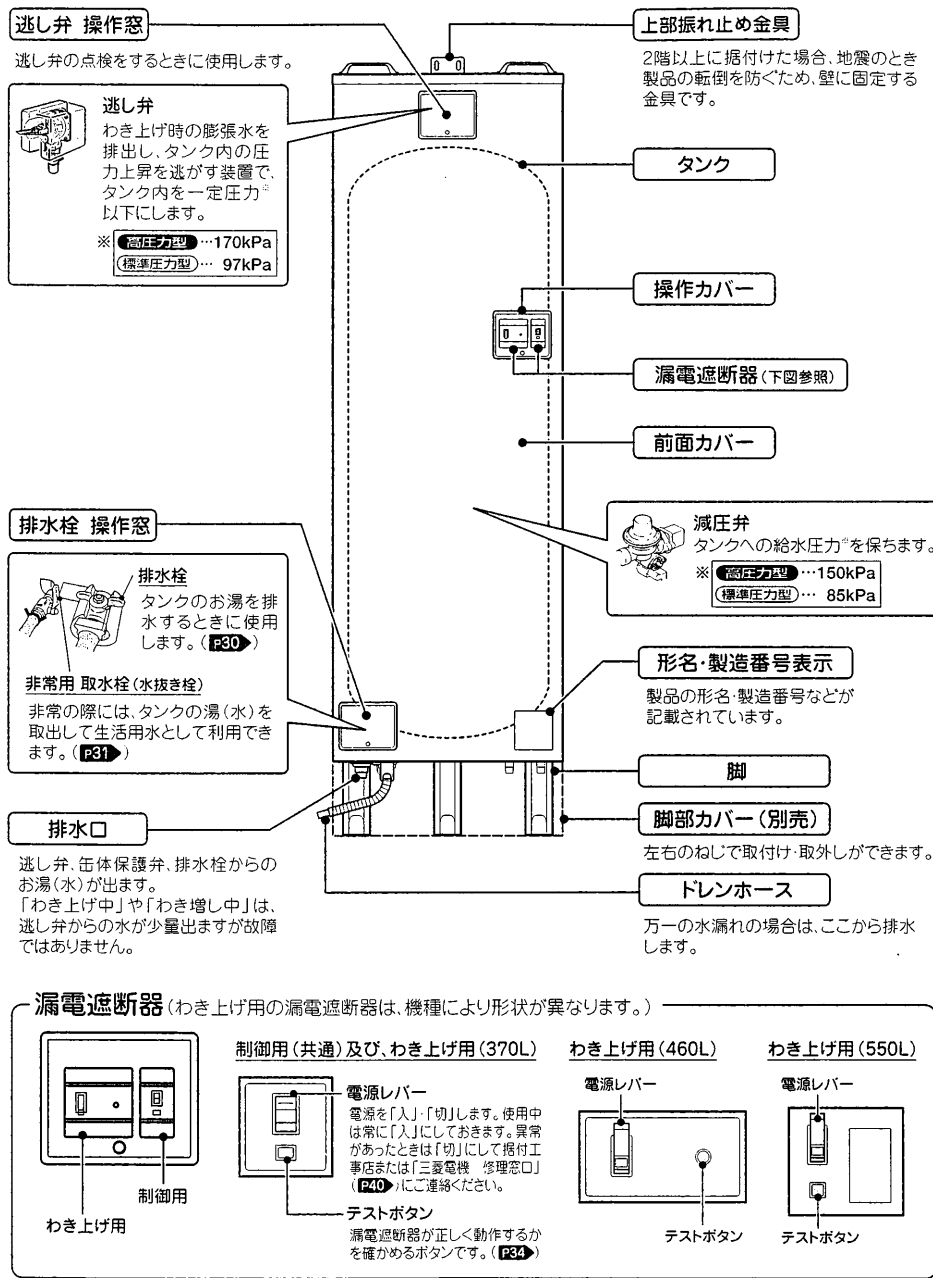 逃し弁 操作窓
逃し弁の点検をするときに使用します。
逃し弁
わき上げ時の膨張水を
排出し、タンク内の圧
力上昇を逃がす装置で、
タンク内を一定圧力※
以下にします。
※ 高圧力型 …170kPa
標準圧力型 … 97kPa
上部振れ止め金具
2階以上に据付けた場合、地震のとき
製品の転倒を防ぐため、壁に固定する
金具です。
タンク
操作カバー
漏電遮断器(下図参照)
前面カバー
減圧弁
タンクへの給水圧力※を保ちます。
※ 高圧力型 …150kPa
標準圧力型 … 85kPa
排水栓 操作窓
排水栓
タンクのお湯を排
水するときに使用
します。(P30)
非常用 取水栓(水抜き栓)
非常の際には、タンクの湯(水)を
取出して生活用水として利用でき
ます。(P31)
形名・製造番号表示
製品の形名・製造番号などが
記載されています。
脚
脚部カバー(別売)
左右のねじで取付け・取外しができます。
排水口
逃し弁、缶体保護弁、排水栓からの
お湯(水)が出ます。
「わき上げ中」や「わき増し中」は、
逃し弁からの水が少量出ますが故障
ではありません。
ドレンホース
万一の水漏れの場合は、ここから排水
します。
漏電遮断器(わき上げ用の漏電遮断器は、機種により形状が異なります。)
わき上げ用
制御用
制御用(共通)及び、わき上げ用(370L)
電源レバー
電源を「入」・「切」します。使用中
は常に「入」にしておきます。異常
があったときは「切」にして据付工
事店または「三菱電機 修理窓口」
(P40)にご連絡ください。
テストボタン
漏電遮断器が正しく動作するか
を確かめるボタンです。(P34)
わき上げ用(460L)
電源レバー
テストボタン
わき上げ用(550L)
電源レバー
テストボタン